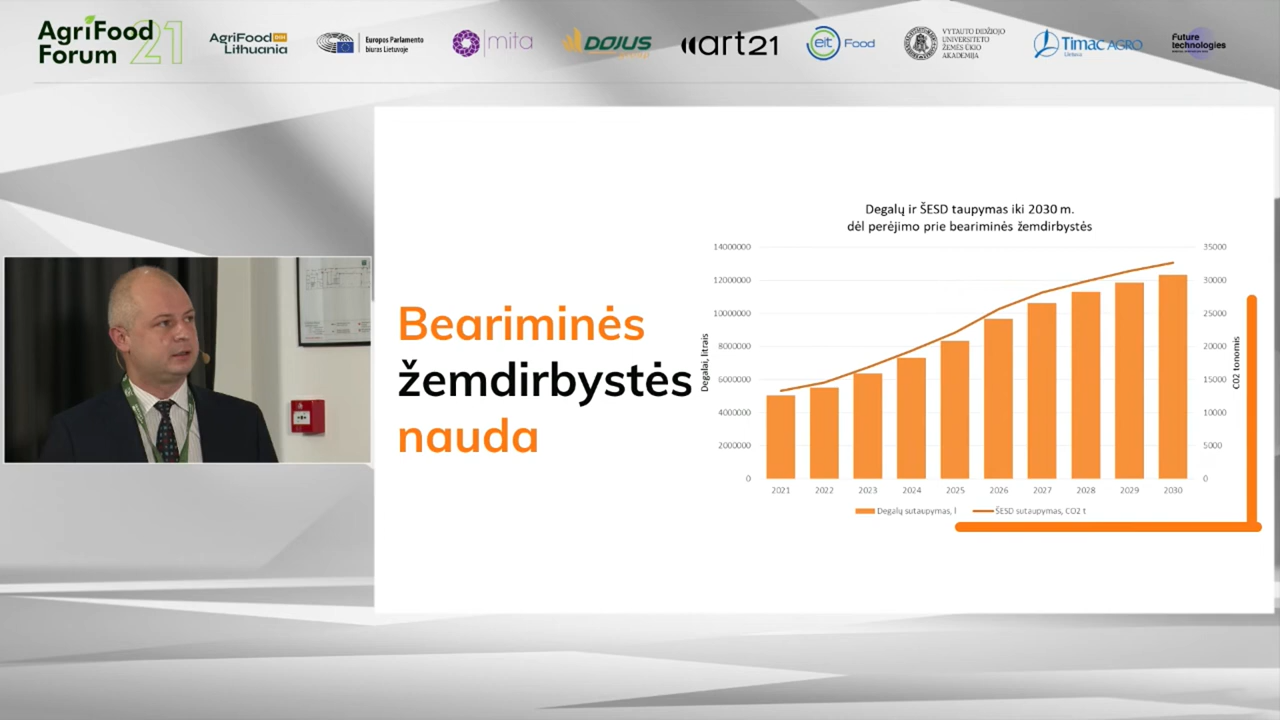 AgriFood
Forum 21
AgriFood
Lithuania
Europos Parlamento
biuras Lietuvoje
mita
DOJUS
art21
eit Food
VYTAUTO DIDŽIOJO
UNIVERSITETO
ŽEMĖS ŪKIO
AKADEMIJA
TIMAC AGRO
Lietuva
Future
technologies
Beariminės
žemdirbystės
nauda
Degalų ir ŠESD taupymas iki 2030 m.
dėl perėjimo prie beariminės žemdirbystės
Degalai, litrais
14000000
12000000
10000000
8000000
6000000
4000000
2000000
0
35000
30000
25000
20000
15000
10000
5000
0
CO2 tonomis
2021 2022 2023 2024 2025 2026 2027 2028 2029 2030
Degalų sutaupymas, l ŠESD sutaupymas, CO2 t